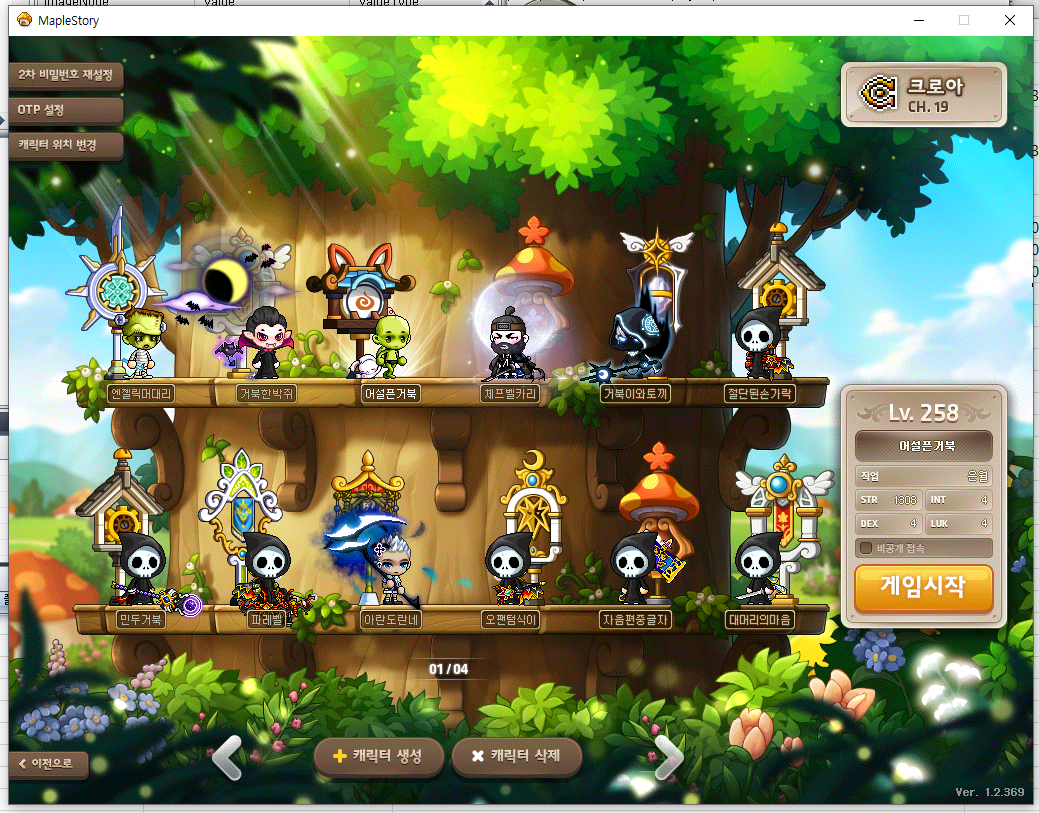 MapleStory
2차 비밀번호 재설정
OTP 설정
캐릭터 위치 변경
크로아
CH. 19
엔젤릭머대리
거북한박쥐
어설픈거북
체프벨카리
거북이와토끼
절단된손가락
Lv. 258
어설픈거북
직업 은월
STR 1308 INT 4
DEX 4 LUK 4
비공개 접속
게임시작
민두거북
파레벨
아란도란네
오팬텀식이
자음편중글자
대머리의마음
01 / 04
이전으로
캐릭터 생성
캐릭터 삭제
Ver. 1.2.369